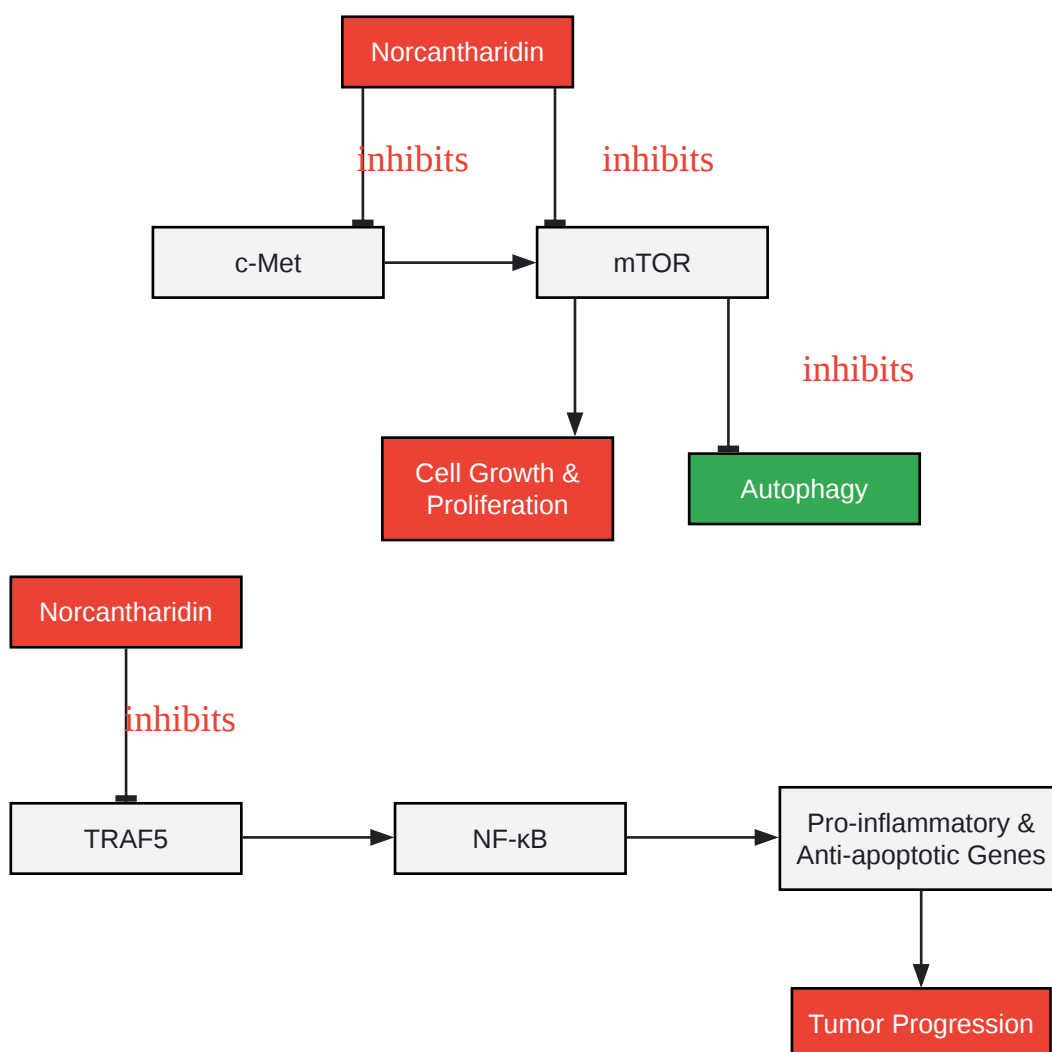 Norcantharidin
inhibits
inhibits
c-Met
mTOR
inhibits
Cell Growth &
Proliferation
Autophagy
Norcantharidin
inhibits
TRAF5
NF-κB
Pro-inflammatory &
Anti-apoptotic Genes
Tumor Progression